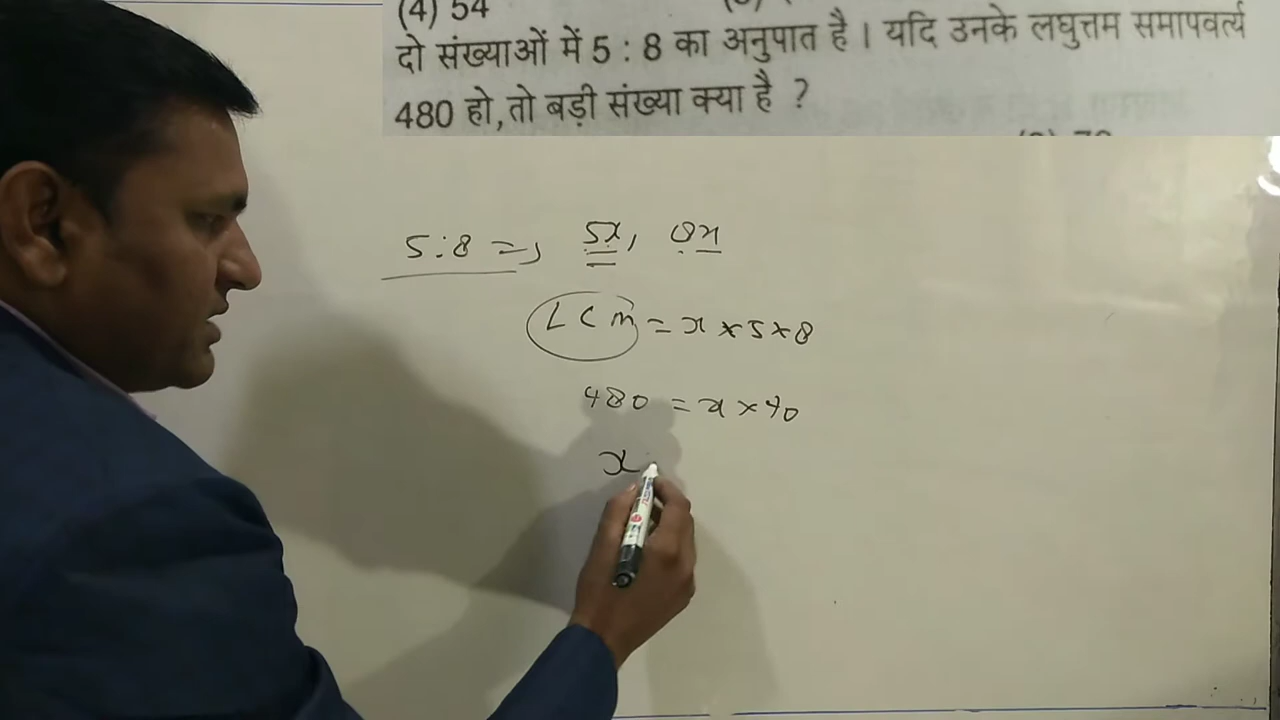 (4) 54
दो संख्याओं में 5 : 8 का अनुपात है । यदि उनके लघुत्तम समापवर्त्य
480 हो, तो बड़ी संख्या क्या है ?
5:8 => 5x, 8x
LCM = x × 5 × 8
480 = x × 40
x